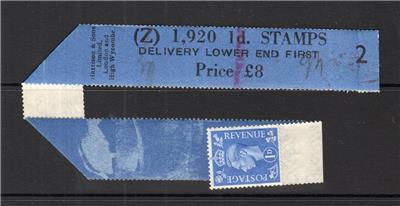 Harrison & Sons
Limited,
London and
High Wycombe.
(Z) 1,920 1d. STAMPS
DELIVERY LOWER END FIRST
Price £8
2
REVENUE
1D
POSTAGE